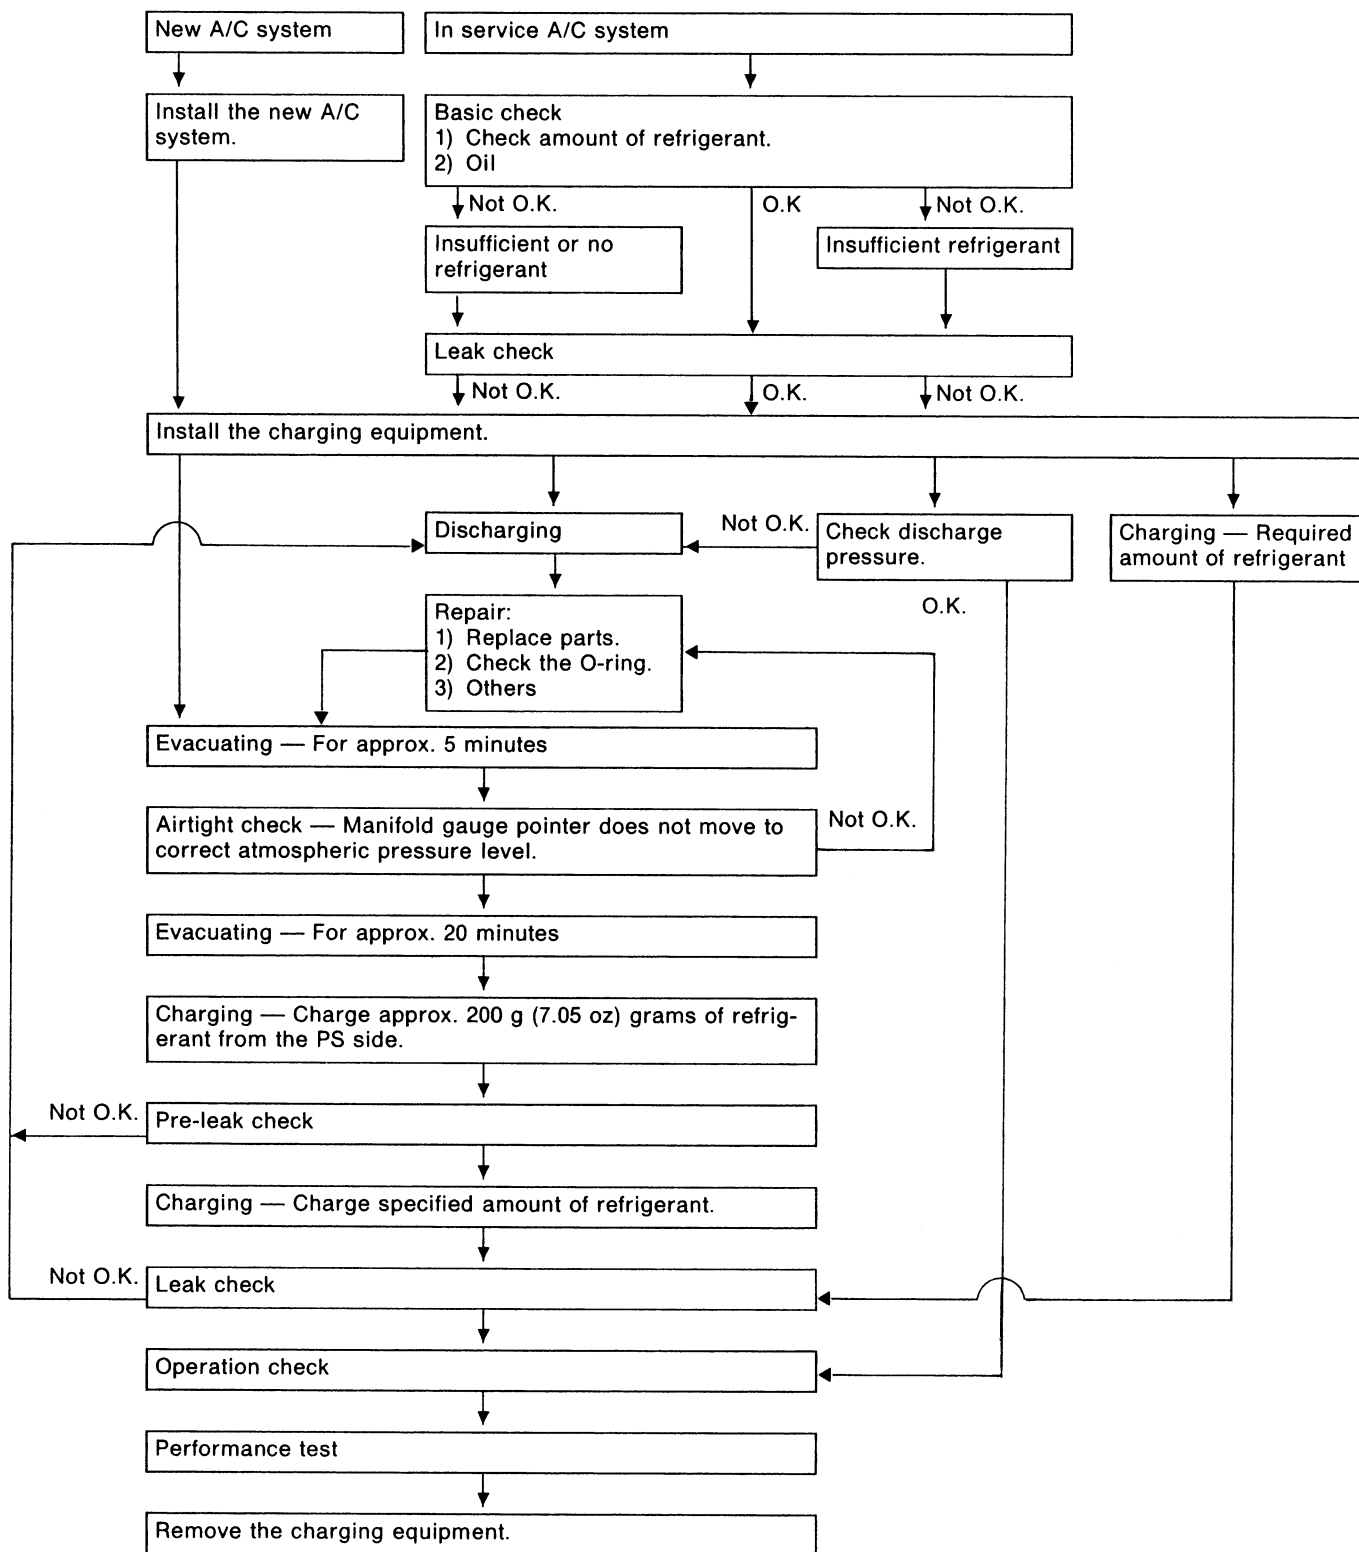 New A/C system
In service A/C system
Install the new A/C
system.
Basic check
1) Check amount of refrigerant.
2) Oil
Not O.K.
O.K
Not O.K.
Insufficient or no
refrigerant
Insufficient refrigerant
Leak check
Not O.K.
O.K.
Not O.K.
Install the charging equipment.
Discharging
Not O.K.
Check discharge
pressure.
Charging — Required
amount of refrigerant
O.K.
Repair:
1) Replace parts.
2) Check the O-ring.
3) Others
Evacuating — For approx. 5 minutes
Airtight check — Manifold gauge pointer does not move to
correct atmospheric pressure level.
Not O.K.
Evacuating — For approx. 20 minutes
Charging — Charge approx. 200 g (7.05 oz) grams of refrig-
erant from the PS side.
Not O.K.
Pre-leak check
Charging — Charge specified amount of refrigerant.
Not O.K.
Leak check
Operation check
Performance test
Remove the charging equipment.